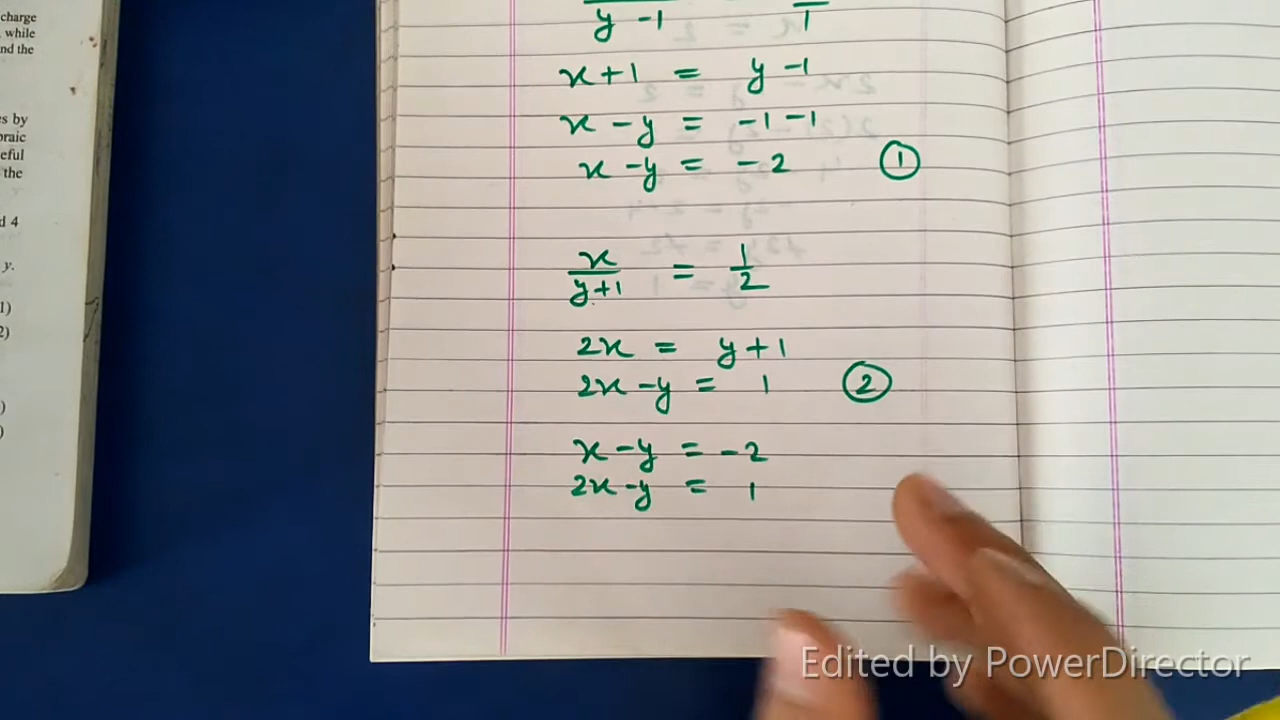 charge
while
nd the
es by
braic
eful
the
d 4
y.
1)
2)
)
)
y - 1 1
x + 1 = y - 1
x - y = -1 - 1
x - y = -2 ①
x/y+1 = 1/2
2x = y + 1
2x - y = 1 ②
x - y = -2
2x - y = 1
Edited by PowerDirector